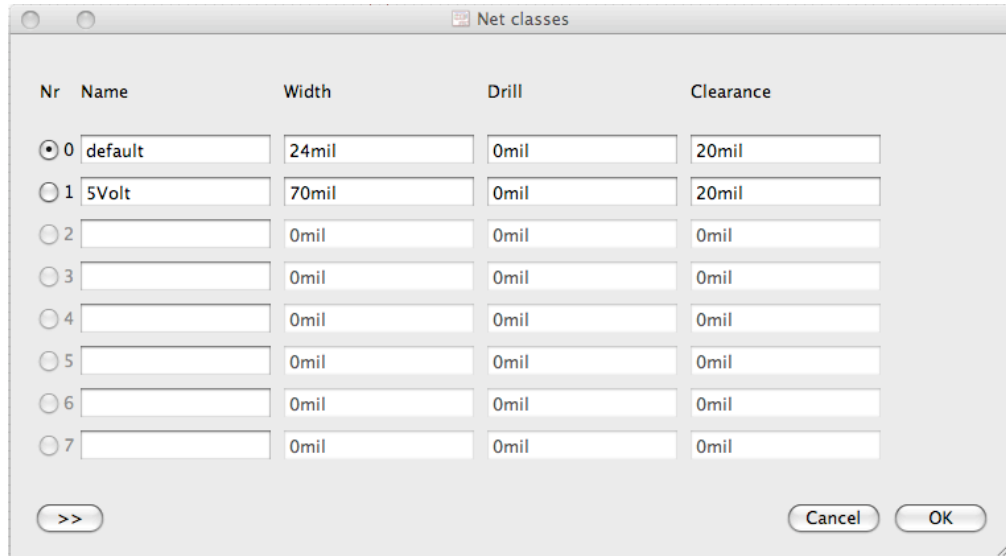 Net classes
Nr Name Width Drill Clearance
0 default 24mil 0mil 20mil
1 5Volt 70mil 0mil 20mil
2 0mil 0mil 0mil
3 0mil 0mil 0mil
4 0mil 0mil 0mil
5 0mil 0mil 0mil
6 0mil 0mil 0mil
7 0mil 0mil 0mil
>> Cancel OK